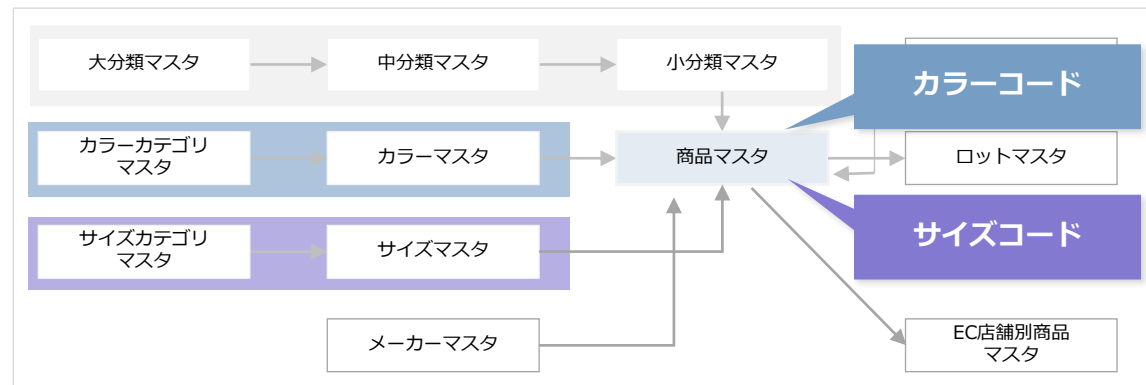 大分類マスタ
中分類マスタ
小分類マスタ
カラーコード
カラーカテゴリ
マスタ
カラーマスタ
商品マスタ
ロットマスタ
サイズカテゴリ
マスタ
サイズマスタ
サイズコード
メーカーマスタ
EC店舗別商品
マスタ